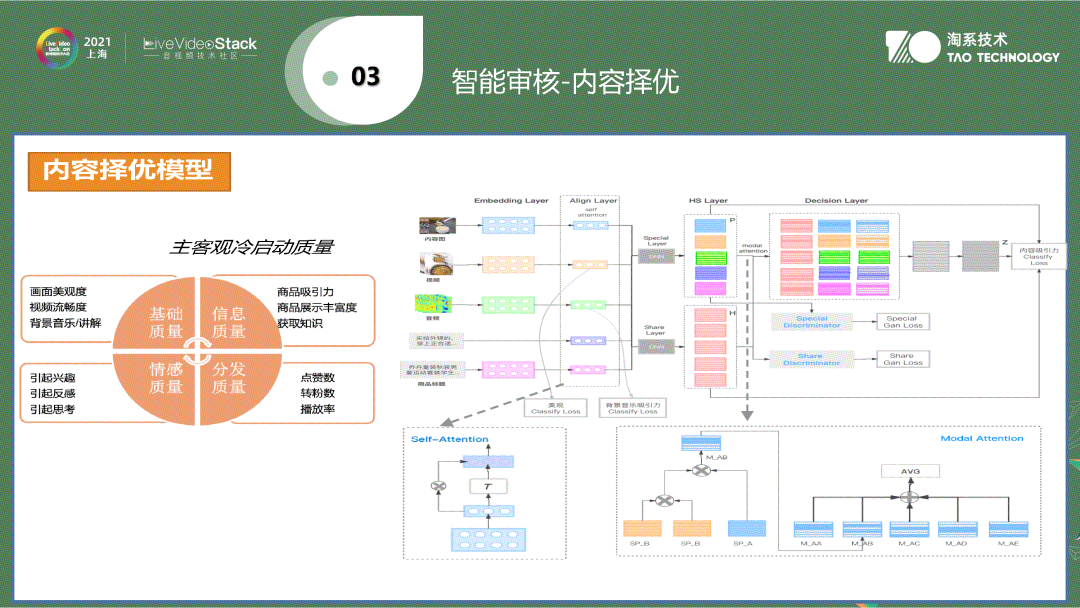 2021
上海
LiveVideoStack
音视频技术社区
03
智能审核-内容择优
淘系技术
TAO TECHNOLOGY
内容择优模型
主客观冷启动质量
画面美观度
视频流畅度
背景音乐/讲解
基础
质量
信息
质量
商品吸引力
商品展示丰富度
获取知识
引起兴趣
引起反感
引起思考
情感
质量
分发
质量
点赞数
转粉数
播放率
Embedding Layer
Align Layer
HS Layer
Decision Layer
self
attention
内容图
视频
音频
商品标题
Special
Layer
DNN
Share
Layer
DNN
P
H
modal
attention
Z
内容吸引力
Classify
Loss
Special
Discriminator
Special
Gan Loss
Share
Discriminator
Share
Gan Loss
美观
Classify Loss
背景音乐吸引力
Classify Loss
Self-Attention
T
Modal Attention
M_AB
SP_B
SP_B
SP_A
AVG
M_AA
M_AB
M_AC
M_AD
M_AE